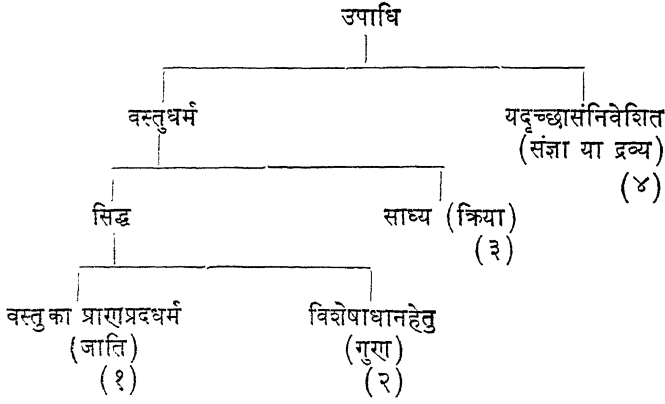 उपाधि
वस्तुधर्म यदृच्छासंनिवेशित
(संज्ञा या द्रव्य)
(४)
सिद्ध साध्य (क्रिया)
(३)
वस्तु का प्राणप्रदधर्म विशेषाधानहेतु
(जाति) (गुण)
(१) (२)